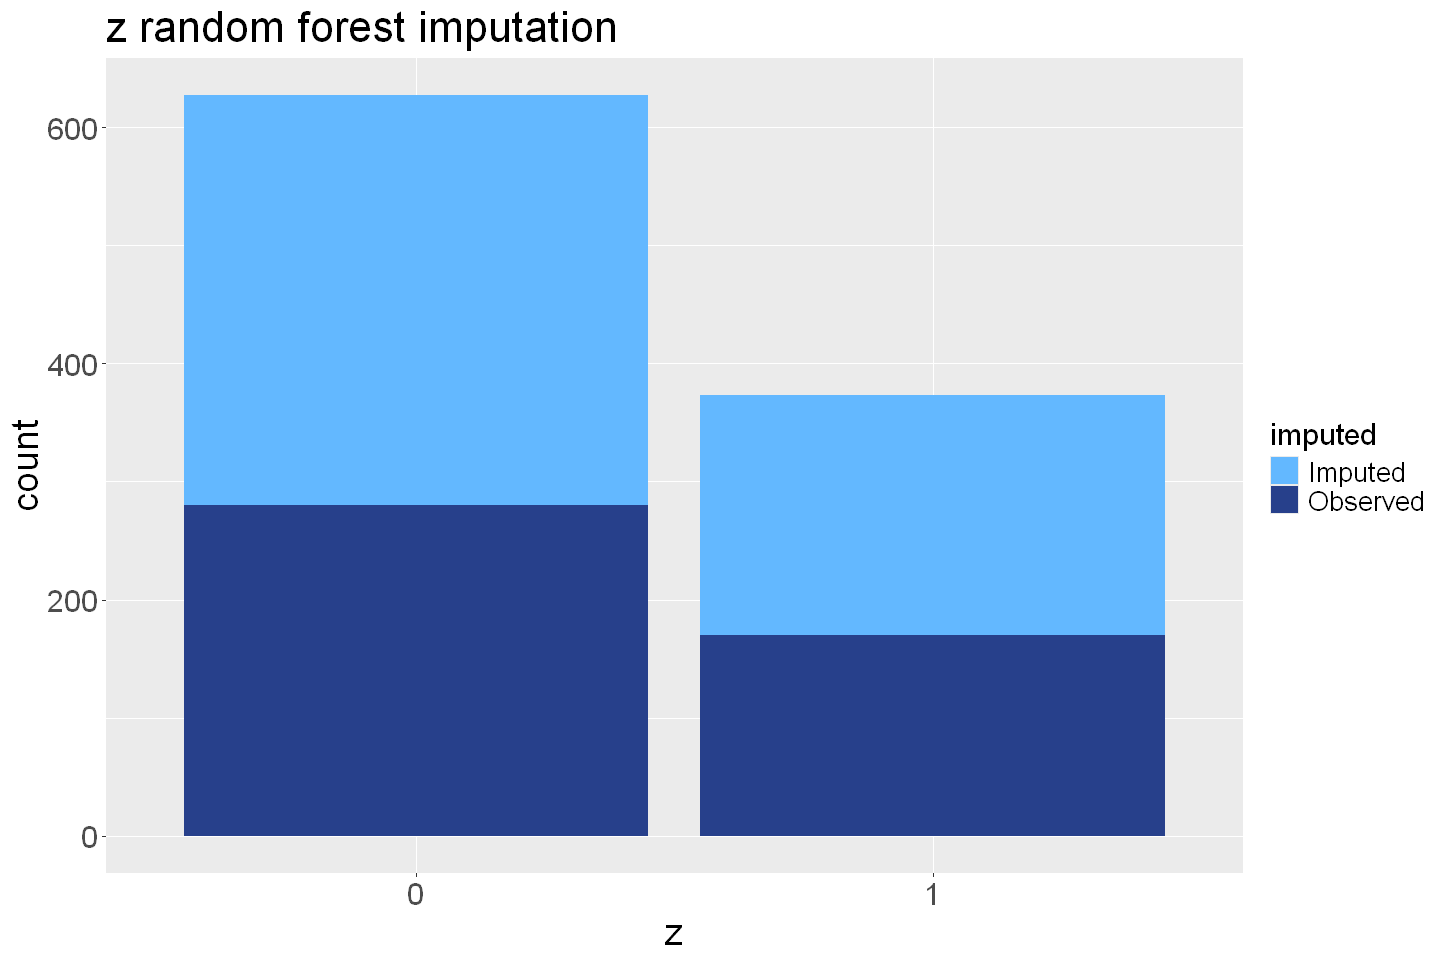 z random forest imputation
600
400
200
0
count
0 1
z
imputed
Imputed
Observed